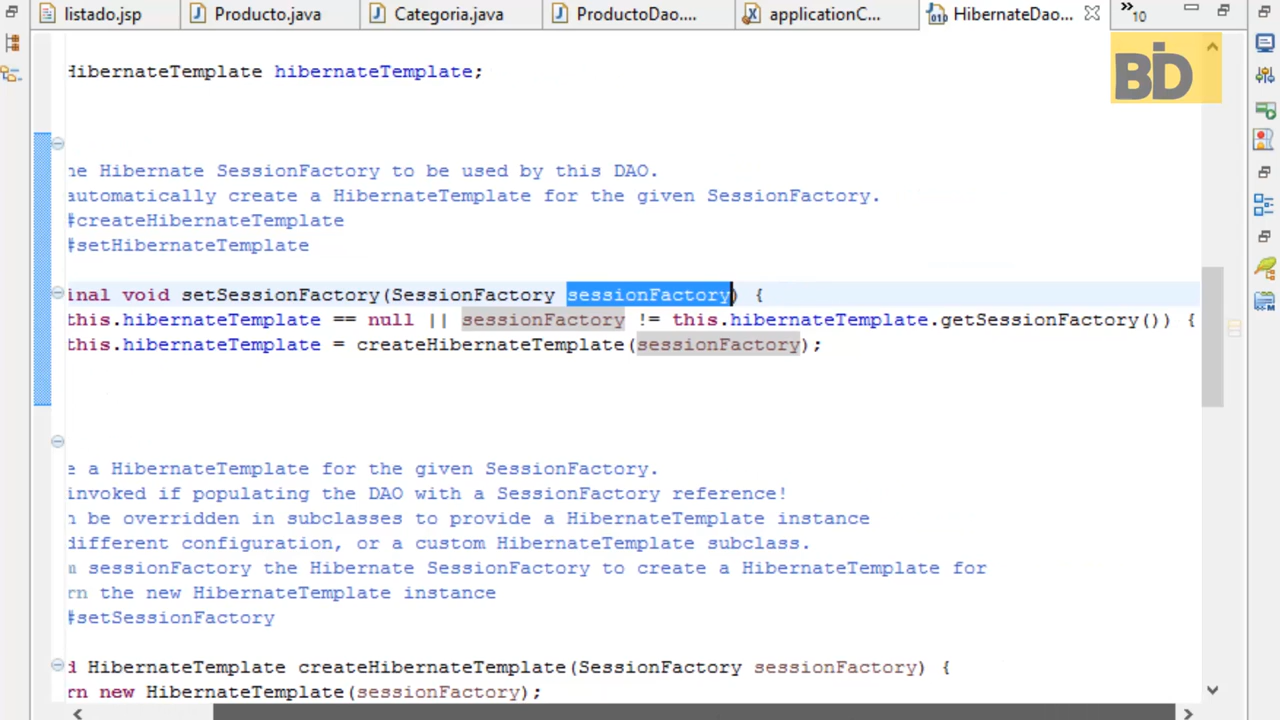 listado.jsp Producto.java Categoria.java ProductoDao.... applicationC... HibernateDao... »10
BD
HibernateTemplate hibernateTemplate;
he Hibernate SessionFactory to be used by this DAO.
automatically create a HibernateTemplate for the given SessionFactory.
#createHibernateTemplate
#setHibernateTemplate
inal void setSessionFactory(SessionFactory sessionFactory) {
this.hibernateTemplate == null || sessionFactory != this.hibernateTemplate.getSessionFactory()) {
this.hibernateTemplate = createHibernateTemplate(sessionFactory);
e a HibernateTemplate for the given SessionFactory.
invoked if populating the DAO with a SessionFactory reference!
n be overridden in subclasses to provide a HibernateTemplate instance
different configuration, or a custom HibernateTemplate subclass.
m sessionFactory the Hibernate SessionFactory to create a HibernateTemplate for
rn the new HibernateTemplate instance
#setSessionFactory
d HibernateTemplate createHibernateTemplate(SessionFactory sessionFactory) {
rn new HibernateTemplate(sessionFactory);